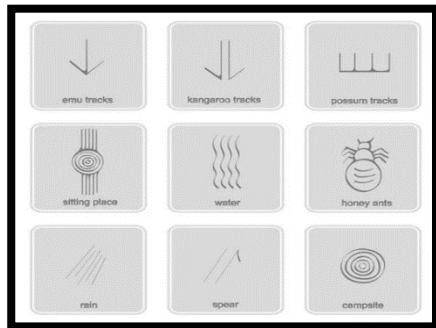 emu tracks
kangaroo tracks
possum tracks
sitting place
water
honey ants
rain
spear
campsite